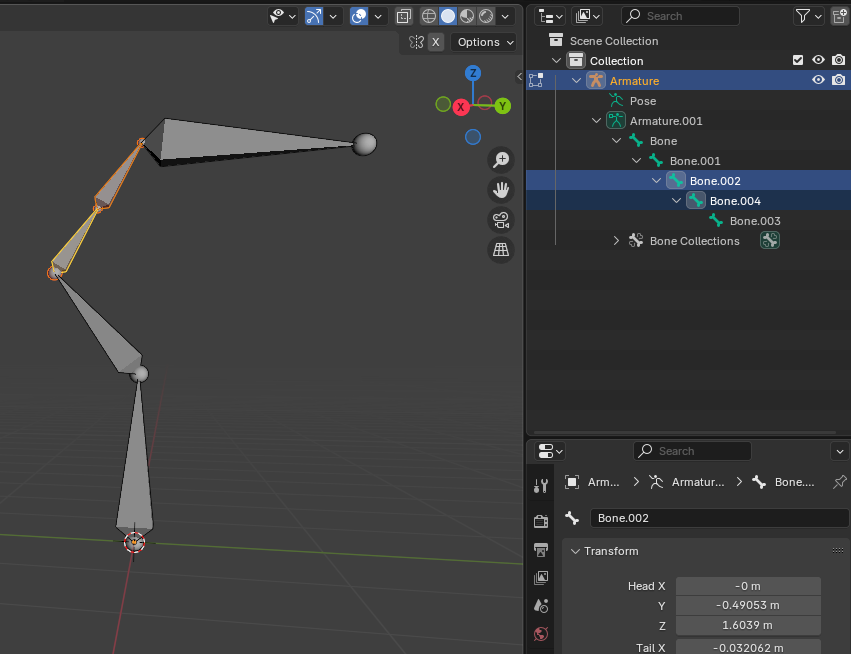 Search
X Options
Scene Collection
Collection
Z
Armature
Pose
X Y
Armature.001
Bone
Bone.001
Bone.002
Bone.004
Bone.003
Bone Collections
Search
Arm... Armatur... Bone....
Bone.002
Transform
Head X -0 m
Y -0.49053 m
Z 1.6039 m
Tail X -0.032062 m